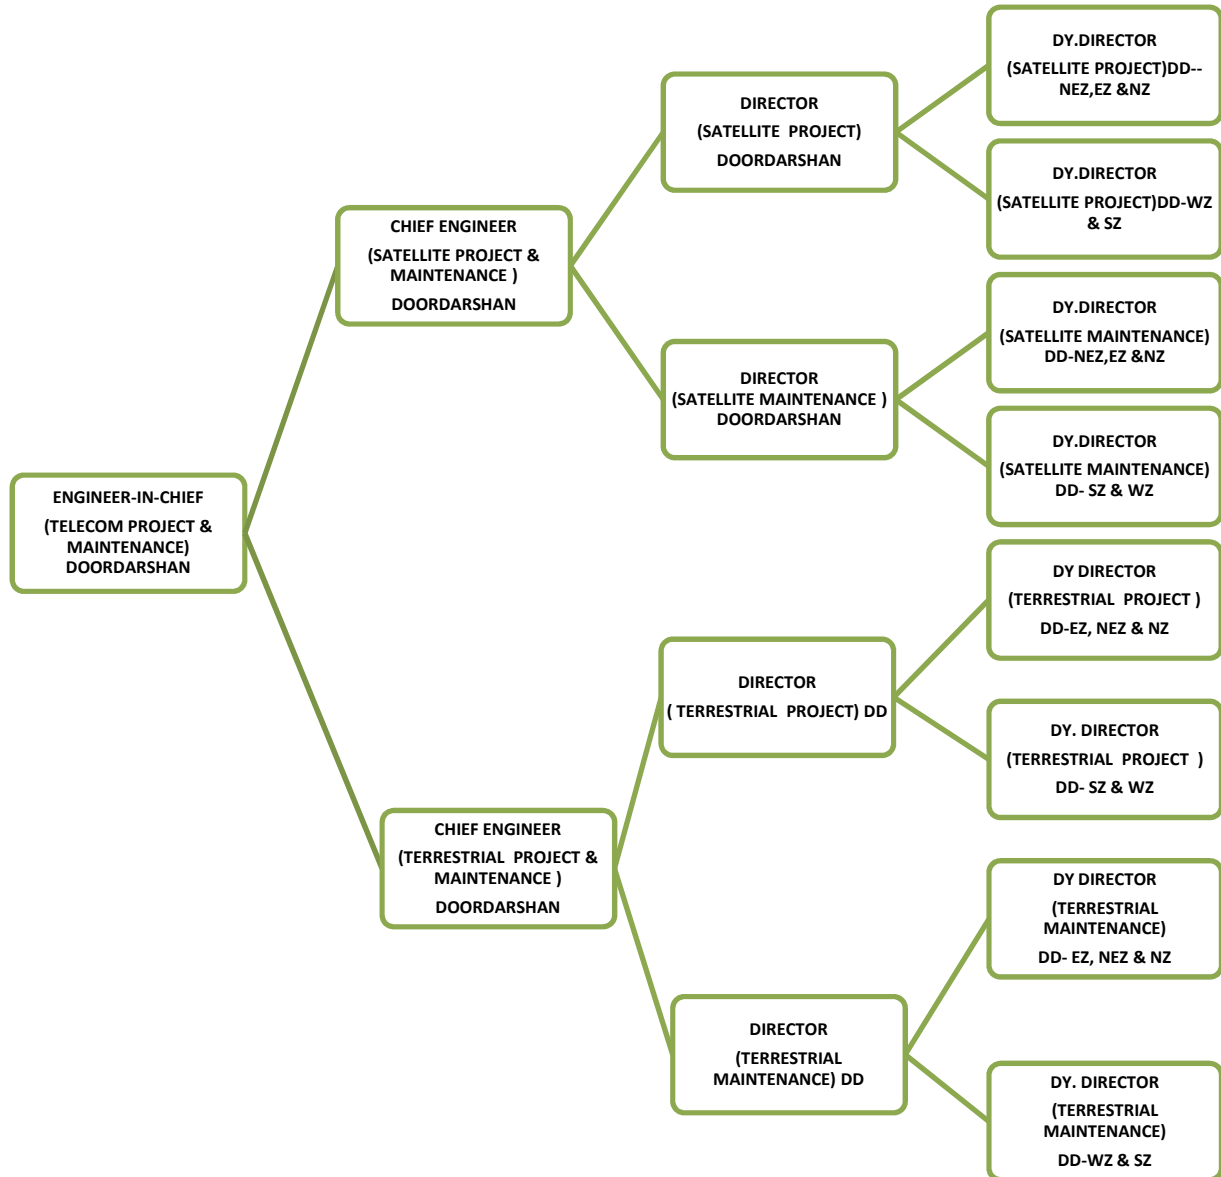 ENGINEER-IN-CHIEF
(TELECOM PROJECT &
MAINTENANCE)
DOORDARSHAN
CHIEF ENGINEER
(SATELLITE PROJECT &
MAINTENANCE )
DOORDARSHAN
DIRECTOR
(SATELLITE PROJECT)
DOORDARSHAN
DY.DIRECTOR
(SATELLITE PROJECT)DD--
NEZ,EZ &NZ
DY.DIRECTOR
(SATELLITE PROJECT)DD-WZ
& SZ
DIRECTOR
(SATELLITE MAINTENANCE )
DOORDARSHAN
DY.DIRECTOR
(SATELLITE MAINTENANCE)
DD-NEZ,EZ &NZ
DY.DIRECTOR
(SATELLITE MAINTENANCE)
DD- SZ & WZ
CHIEF ENGINEER
(TERRESTRIAL PROJECT &
MAINTENANCE )
DOORDARSHAN
DIRECTOR
( TERRESTRIAL PROJECT) DD
DY DIRECTOR
(TERRESTRIAL PROJECT )
DD-EZ, NEZ & NZ
DY. DIRECTOR
(TERRESTRIAL PROJECT )
DD- SZ & WZ
DIRECTOR
(TERRESTRIAL
MAINTENANCE) DD
DY DIRECTOR
(TERRESTRIAL
MAINTENANCE)
DD- EZ, NEZ & NZ
DY. DIRECTOR
(TERRESTRIAL
MAINTENANCE)
DD-WZ & SZ